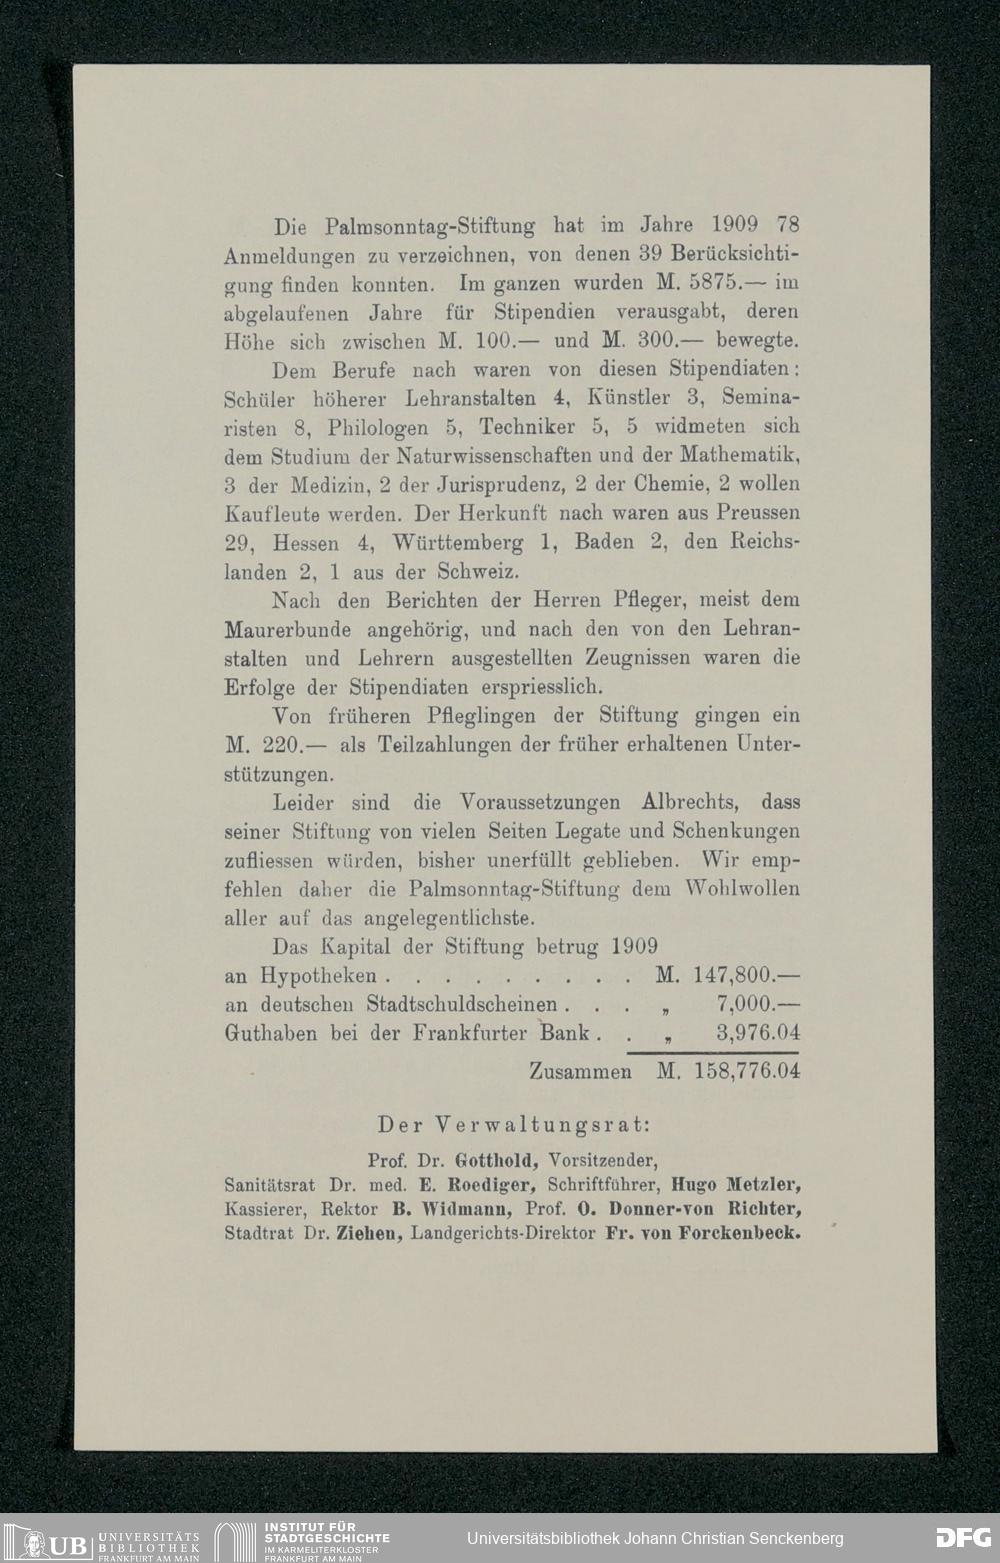 Die Palmsonntag-Stiftung hat im Jahre 1909 78
Anmeldungen zu verzeichnen, von denen 39 Berücksichti-
gung finden konnten. Im ganzen wurden M. 5875.— im
abgelaufenen Jahre für Stipendien verausgabt, deren
Höhe sich zwischen M. 100.— und M. 300.— bewegte.
Dem Berufe nach waren von diesen Stipendiaten:
Schüler höherer Lehranstalten 4, Künstler 3, Semina-
risten 8, Philologen 5, Techniker 5, 5 widmeten sich
dem Studium der Naturwissenschaften und der Mathematik,
3 der Medizin, 2 der Jurisprudenz, 2 der Chemie, 2 wollen
Kaufleute werden. Der Herkunft nach waren aus Preussen
29, Hessen 4, Württemberg 1, Baden 2, den Reichs-
landen 2, 1 aus der Schweiz.
Nach den Berichten der Herren Pfleger, meist dem
Maurerbunde angehörig, und nach den von den Lehran-
stalten und Lehrern ausgestellten Zeugnissen waren die
Erfolge der Stipendiaten erspriesslich.
Von früheren Pfleglingen der Stiftung gingen ein
M. 220.— als Teilzahlungen der früher erhaltenen Unter-
stützungen.
Leider sind die Voraussetzungen Albrechts, dass
seiner Stiftung von vielen Seiten Legate und Schenkungen
zufliessen würden, bisher unerfüllt geblieben. Wir emp-
fehlen daher die Palmsonntag-Stiftung dem Wohlwollen
aller auf das angelegentlichste.
Das Kapital der Stiftung betrug 1909
an Hypotheken . . . . . . . . . M. 147,800.—
an deutschen Stadtschuldscheinen . . . „ 7,000.—
Guthaben bei der Frankfurter Bank . . „ 3,976.04
Zusammen M. 158,776.04
Der Verwaltungsrat:
Prof. Dr. Gotthold, Vorsitzender,
Sanitätsrat Dr. med. E. Roediger, Schriftführer, Hugo Metzler,
Kassierer, Rektor B. Widmann, Prof. O. Donner-von Richter,
Stadtrat Dr. Ziehen, Landgerichts-Direktor Fr. von Forckenbeck.
UB UNIVERSITÄTS
BIBLIOTHEK
FRANKFURT AM MAIN
INSTITUT FÜR
STADTGESCHICHTE
IM KARMELITERKLOSTER
FRANKFURT AM MAIN
Universitätsbibliothek Johann Christian Senckenberg
DFG